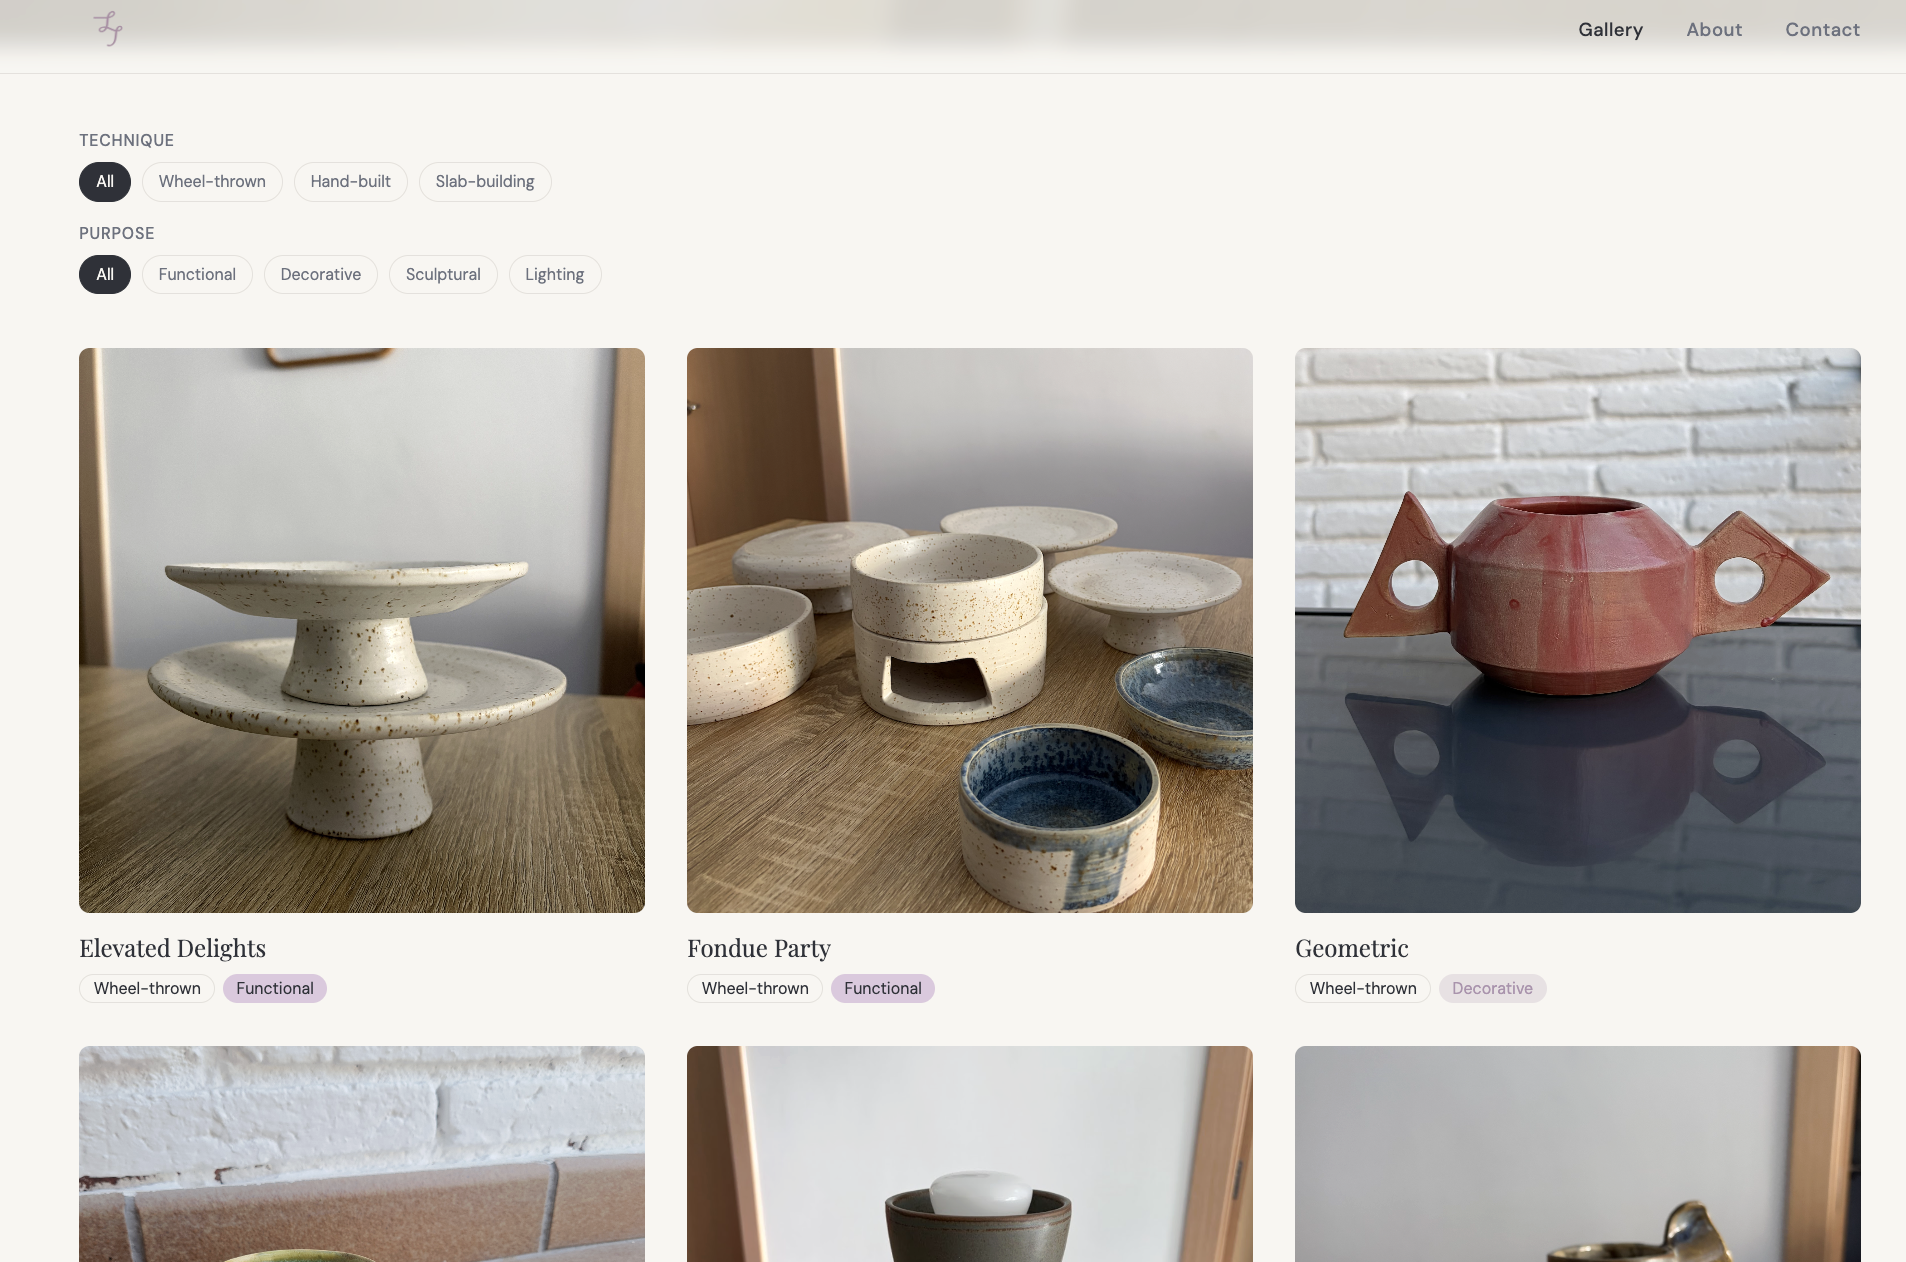 Gallery About Contact
TECHNIQUE
All Wheel-thrown Hand-built Slab-building
PURPOSE
All Functional Decorative Sculptural Lighting
Elevated Delights
Wheel-thrown Functional
Fondue Party
Wheel-thrown Functional
Geometric
Wheel-thrown Decorative